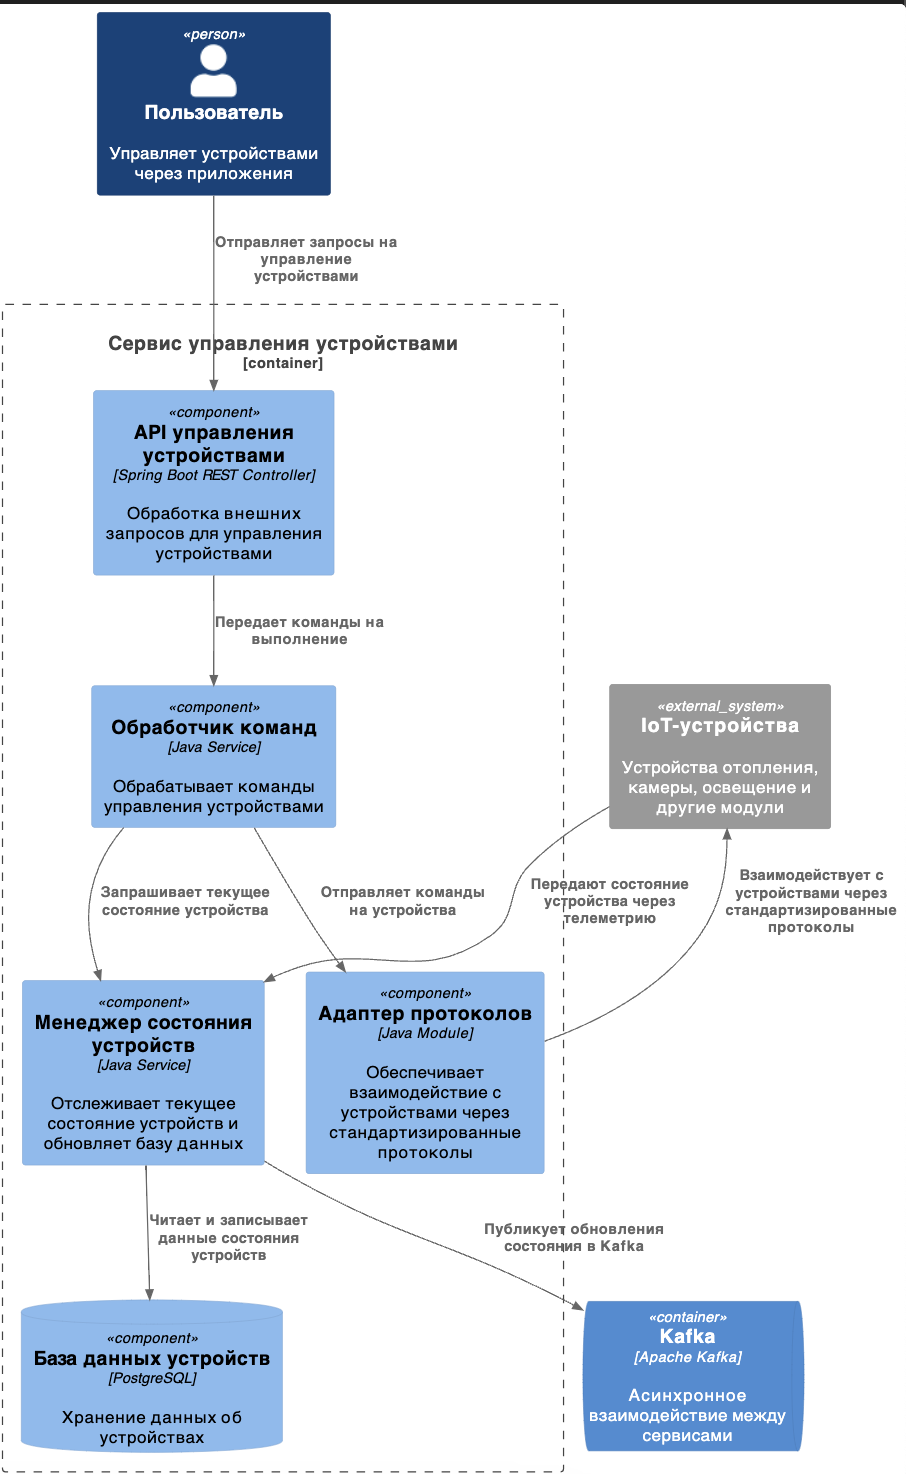 «person»
Пользователь
Управляет устройствами
через приложения
Отправляет запросы на
управление
устройствами
Сервис управления устройствами
[container]
«component»
API управления
устройствами
[Spring Boot REST Controller]
Обработка внешних
запросов для управления
устройствами
Передает команды на
выполнение
«component»
Обработчик команд
[Java Service]
Обрабатывает команды
управления устройствами
«external_system»
IoT-устройства
Устройства отопления,
камеры, освещение и
другие модули
Запрашивает текущее
состояние устройства
Отправляет команды
на устройства
Передают состояние
устройства через
телеметрию
Взаимодействует с
устройствами через
стандартизированные
протоколы
«component»
Менеджер состояния
устройств
[Java Service]
Отслеживает текущее
состояние устройств и
обновляет базу данных
«component»
Адаптер протоколов
[Java Module]
Обеспечивает
взаимодействие с
устройствами через
стандартизированные
протоколы
Читает и записывает
данные состояния
устройств
Публикует обновления
состояния в Kafka
«component»
База данных устройств
[PostgreSQL]
Хранение данных об
устройствах
«container»
Kafka
[Apache Kafka]
Асинхронное
взаимодействие между
сервисами